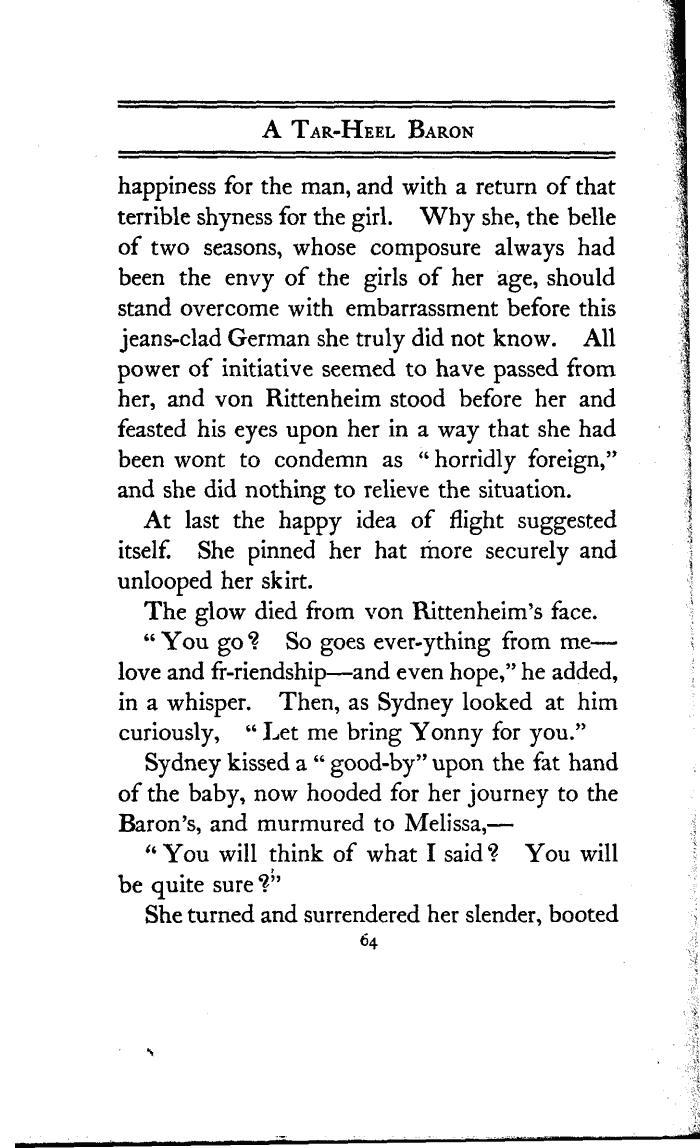 A Tar-Heel Baron
happiness for the man, and with a return of that
terrible shyness for the girl. Why she, the belle
of two seasons, whose composure always had
been the envy of the girls of her age, should
stand overcome with embarrassment before this
jeans-clad German she truly did not know. All
power of initiative seemed to have passed from
her, and von Rittenheim stood before her and
feasted his eyes upon her in a way that she had
been wont to condemn as “horridly foreign,”
and she did nothing to relieve the situation.
At last the happy idea of flight suggested
itself. She pinned her hat more securely and
unlooped her skirt.
The glow died from von Rittenheim’s face.
“You go? So goes ever-ything from me—
love and fr-riendship—and even hope,” he added,
in a whisper. Then, as Sydney looked at him
curiously, “Let me bring Yonny for you.”
Sydney kissed a “good-by” upon the fat hand
of the baby, now hooded for her journey to the
Baron’s, and murmured to Melissa,—
“You will think of what I said? You will
be quite sure?”
She turned and surrendered her slender, booted
64